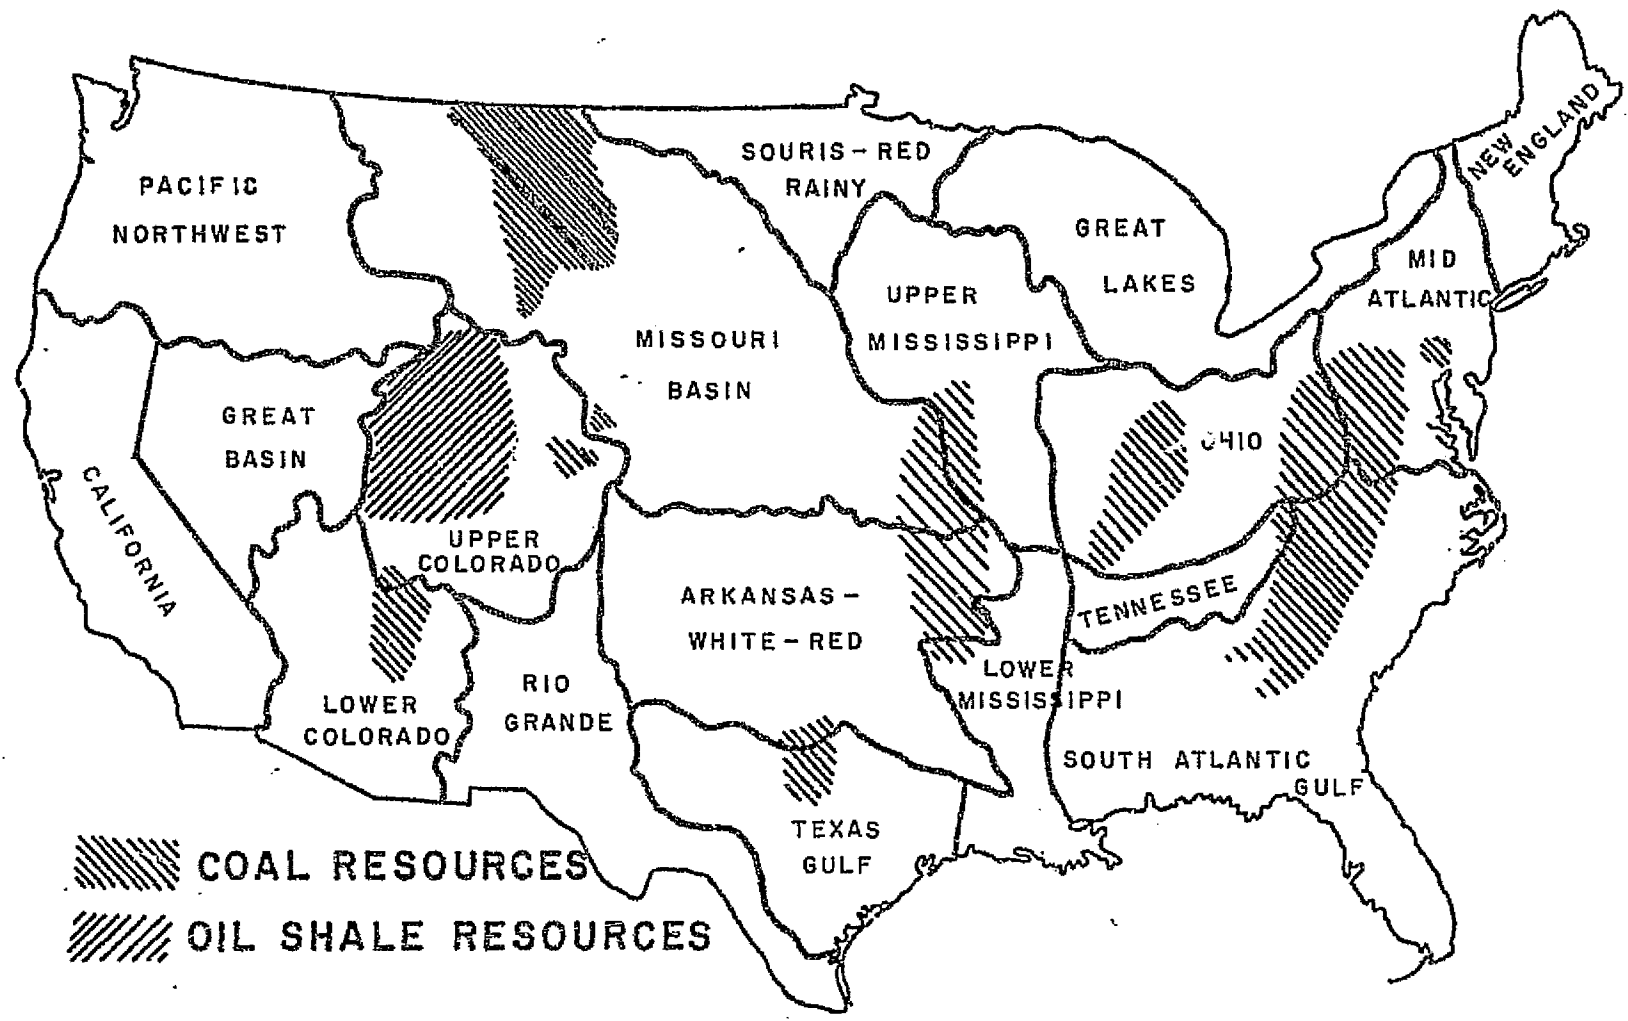 PACIFIC
NORTHWEST
SOURIS-RED
RAINY
GREAT
LAKES
NEW
ENGLAND
MID
ATLANTIC
UPPER
MISSISSIPPI
MISSOURI
BASIN
GREAT
BASIN
CALIFORNIA
OHIO
UPPER
COLORADO
ARKANSAS-
WHITE-RED
TENNESSEE
LOWER
MISSISSIPPI
RIO
GRANDE
LOWER
COLORADO
SOUTH ATLANTIC
GULF
TEXAS
GULF
COAL RESOURCES
OIL SHALE RESOURCES